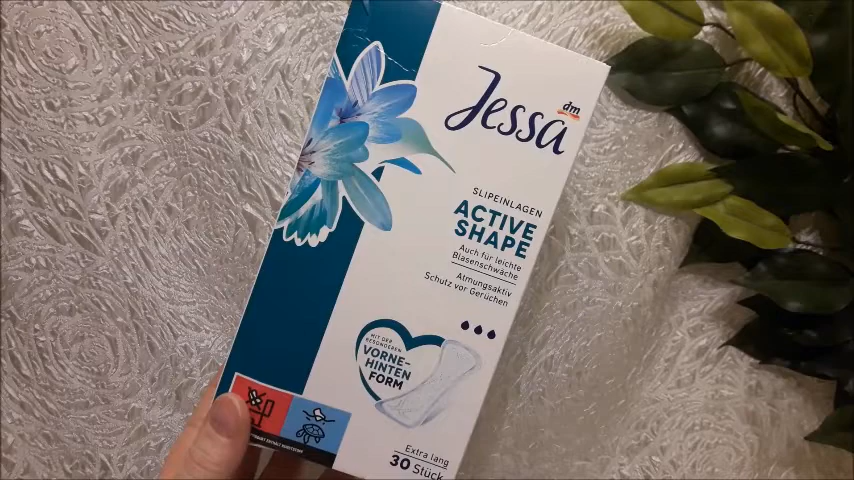 Jessa
dm
SLIPEINLAGEN
ACTIVE
SHAPE
Auch für leichte
Blasenschwäche
Atmungsaktiv
Schutz vor Gerüchen
MIT DER
BESONDEREN
VORNE-
HINTEN
FORM
Extra lang
30 Stück